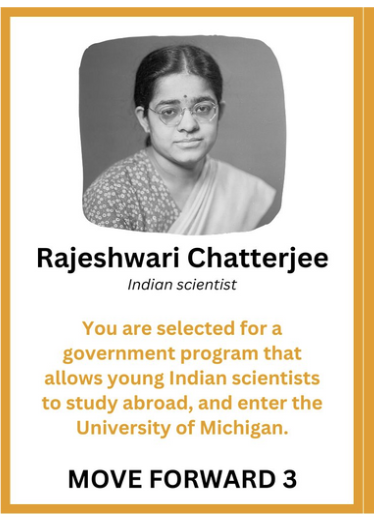 Rajeshwari Chatterjee
Indian scientist
You are selected for a
government program that
allows young Indian scientists
to study abroad, and enter the
University of Michigan.
MOVE FORWARD 3